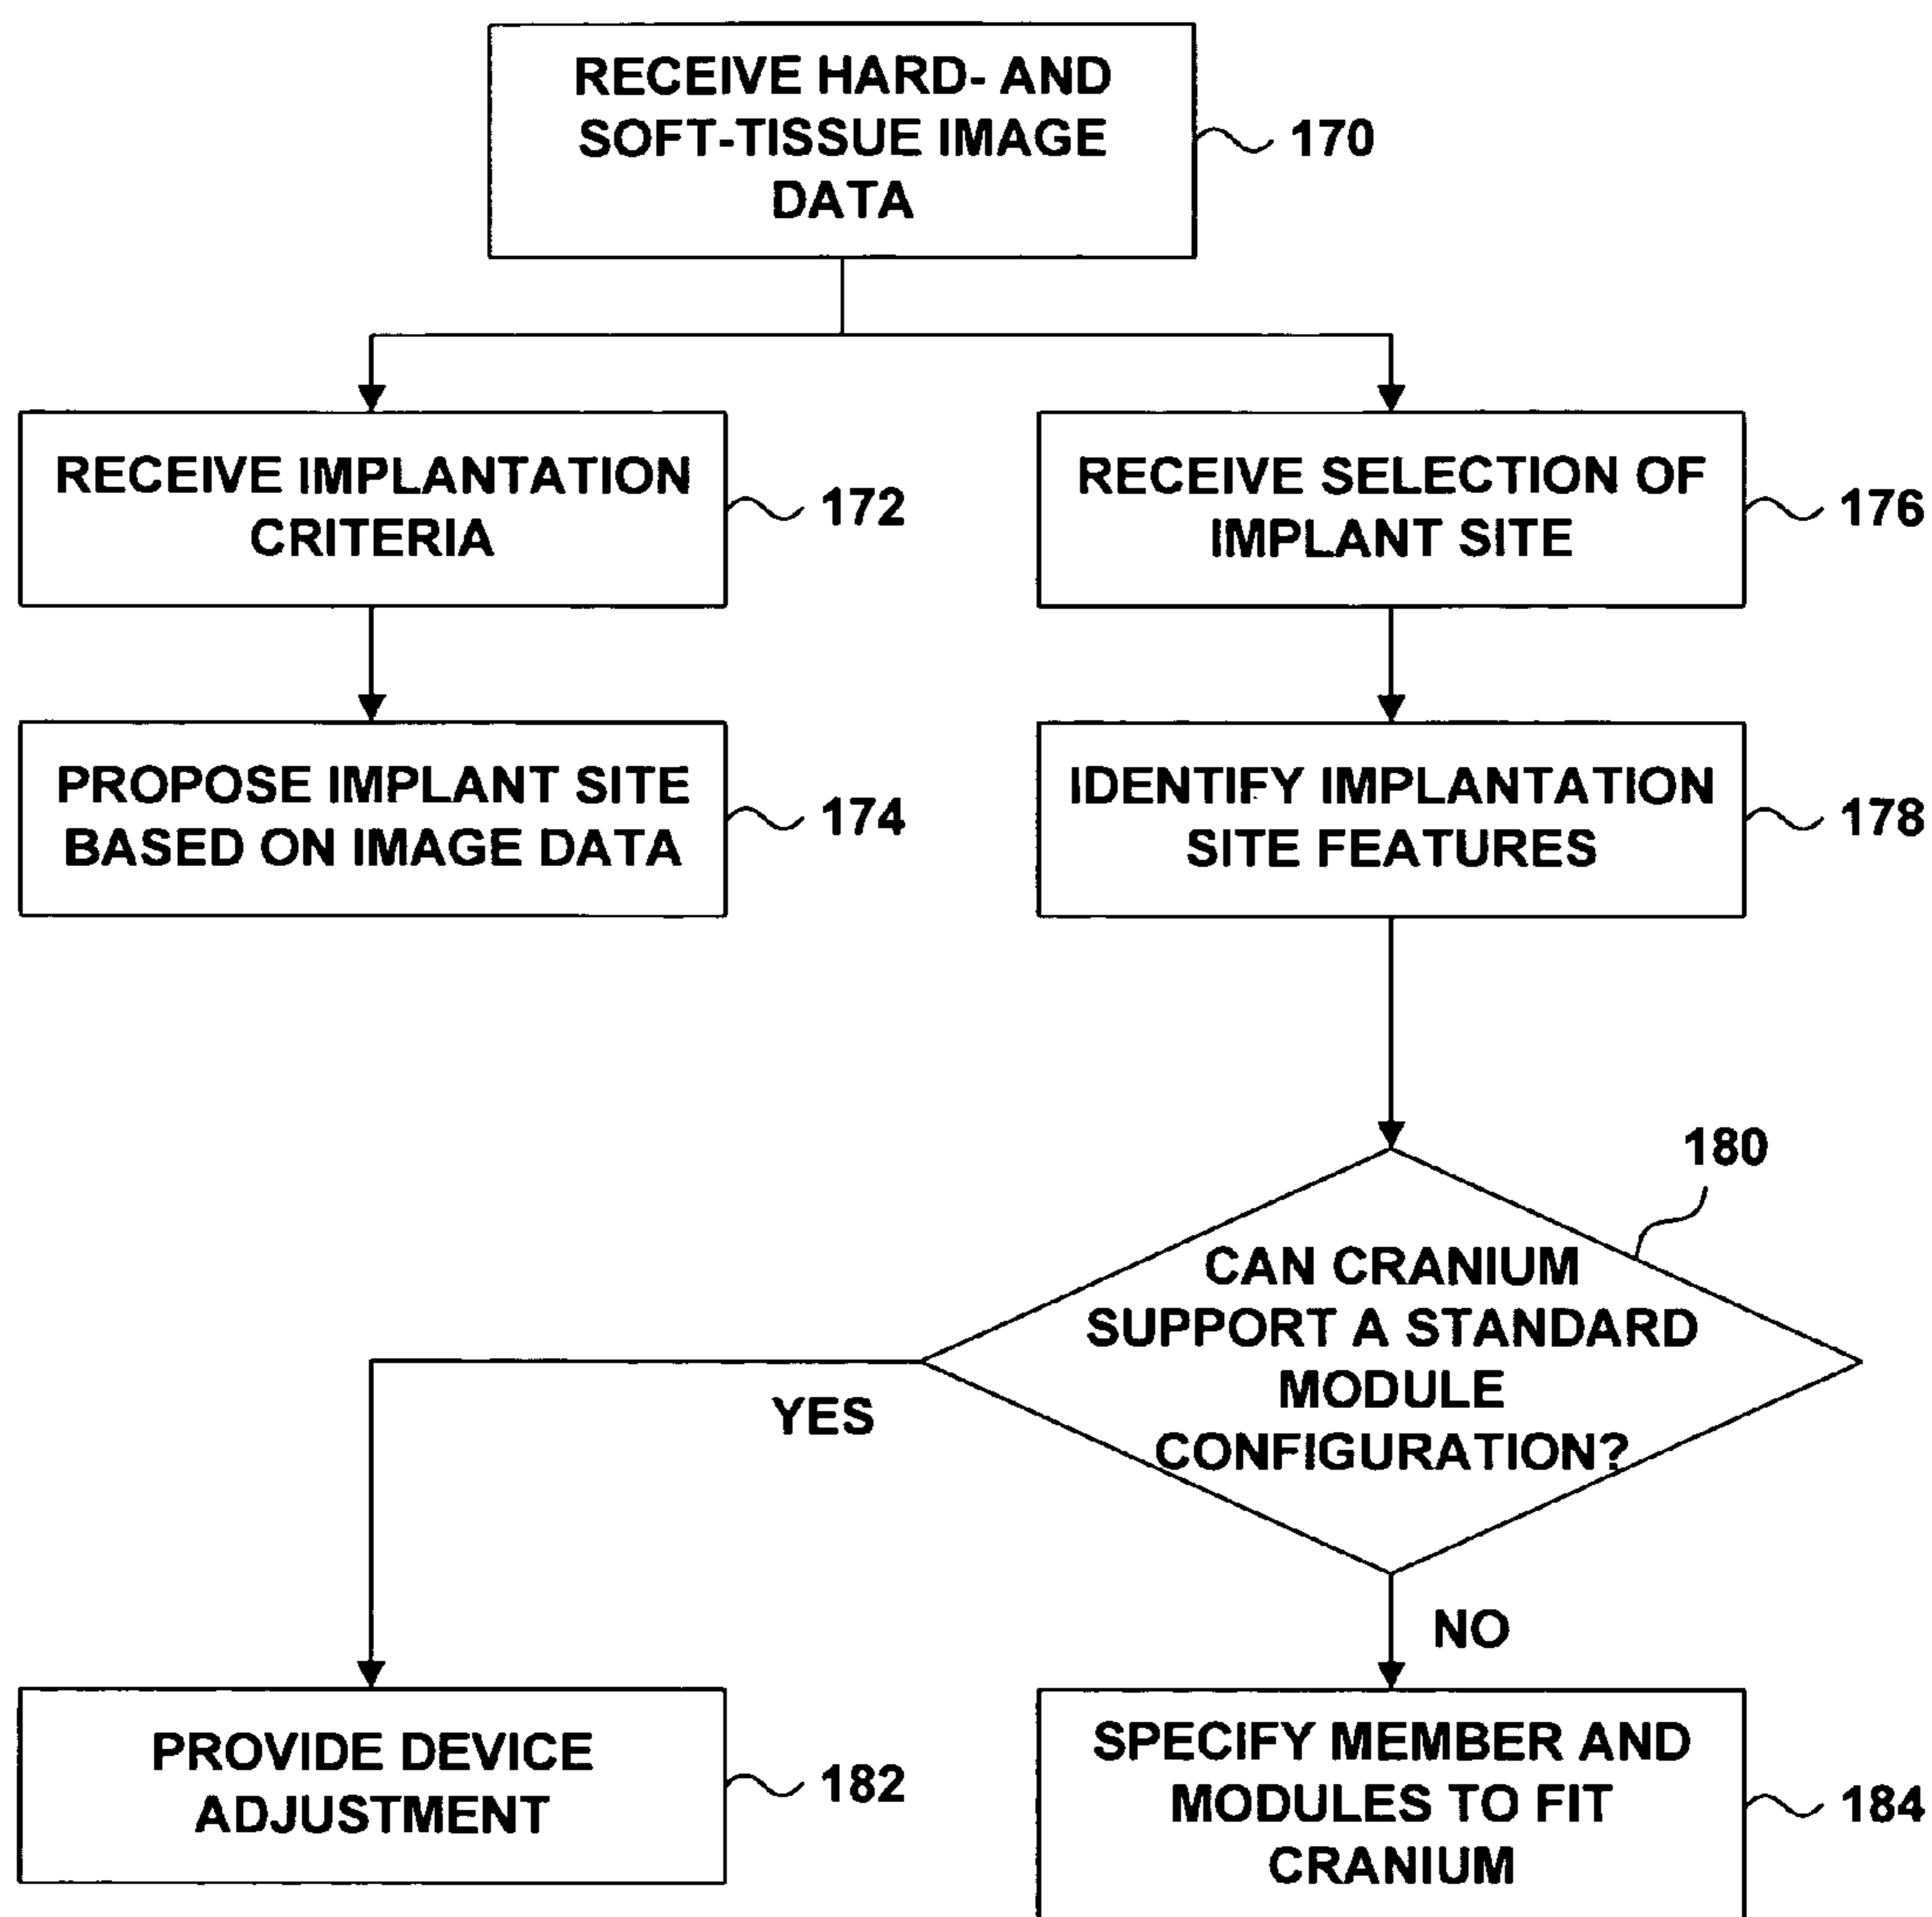 RECEIVE HARD- AND
SOFT-TISSUE IMAGE
DATA
170
RECEIVE IMPLANTATION
CRITERIA
172
RECEIVE SELECTION OF
IMPLANT SITE
176
PROPOSE IMPLANT SITE
BASED ON IMAGE DATA
174
IDENTIFY IMPLANTATION
SITE FEATURES
178
180
CAN CRANIUM
SUPPORT A STANDARD
MODULE
CONFIGURATION?
YES
NO
PROVIDE DEVICE
ADJUSTMENT
182
SPECIFY MEMBER AND
MODULES TO FIT
CRANIUM
184